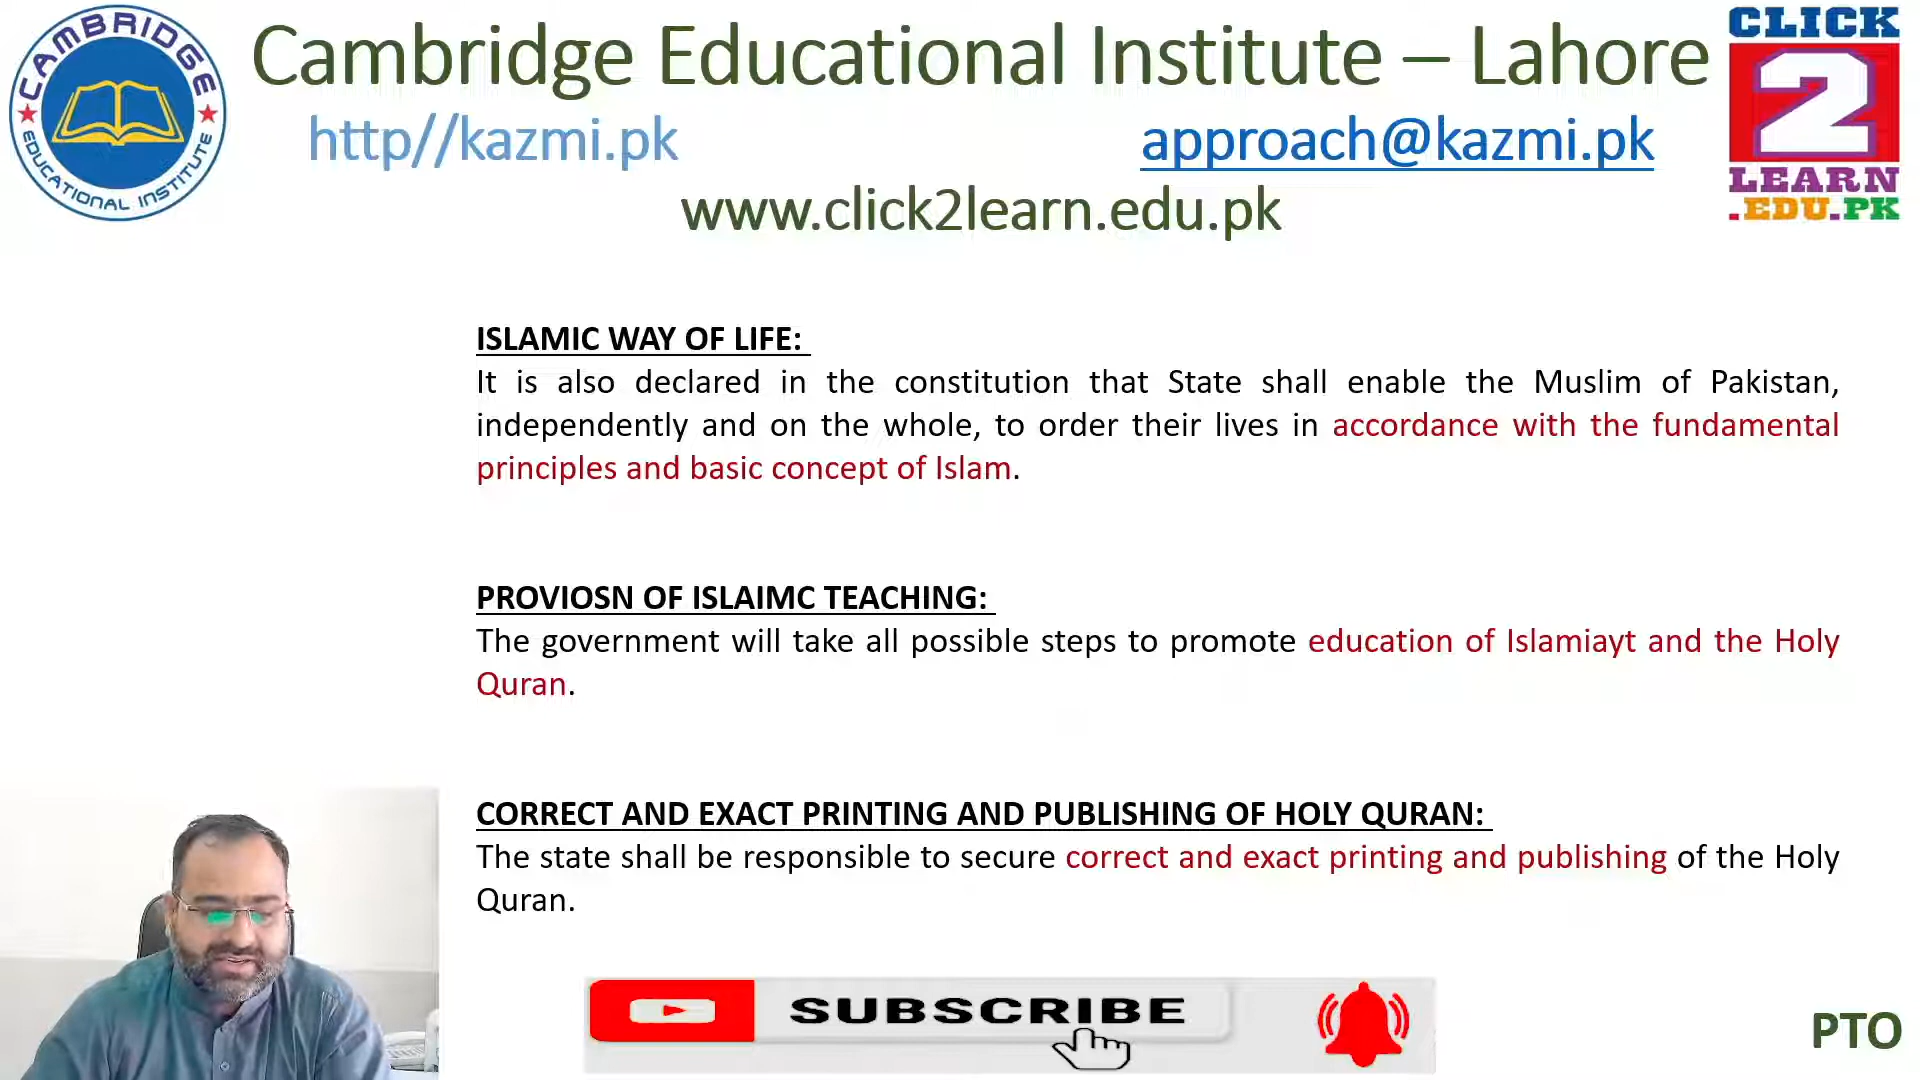 CAMBRIDGE
EDUCATIONAL INSTITUTE
Cambridge Educational Institute – Lahore
http//kazmi.pk approach@kazmi.pk
www.click2learn.edu.pk
CLICK
2
LEARN
.EDU.PK
ISLAMIC WAY OF LIFE:
It is also declared in the constitution that State shall enable the Muslim of Pakistan,
independently and on the whole, to order their lives in accordance with the fundamental
principles and basic concept of Islam.
PROVIOSN OF ISLAIMC TEACHING:
The government will take all possible steps to promote education of Islamiayt and the Holy
Quran.
CORRECT AND EXACT PRINTING AND PUBLISHING OF HOLY QURAN:
The state shall be responsible to secure correct and exact printing and publishing of the Holy
Quran.
SUBSCRIBE
PTO